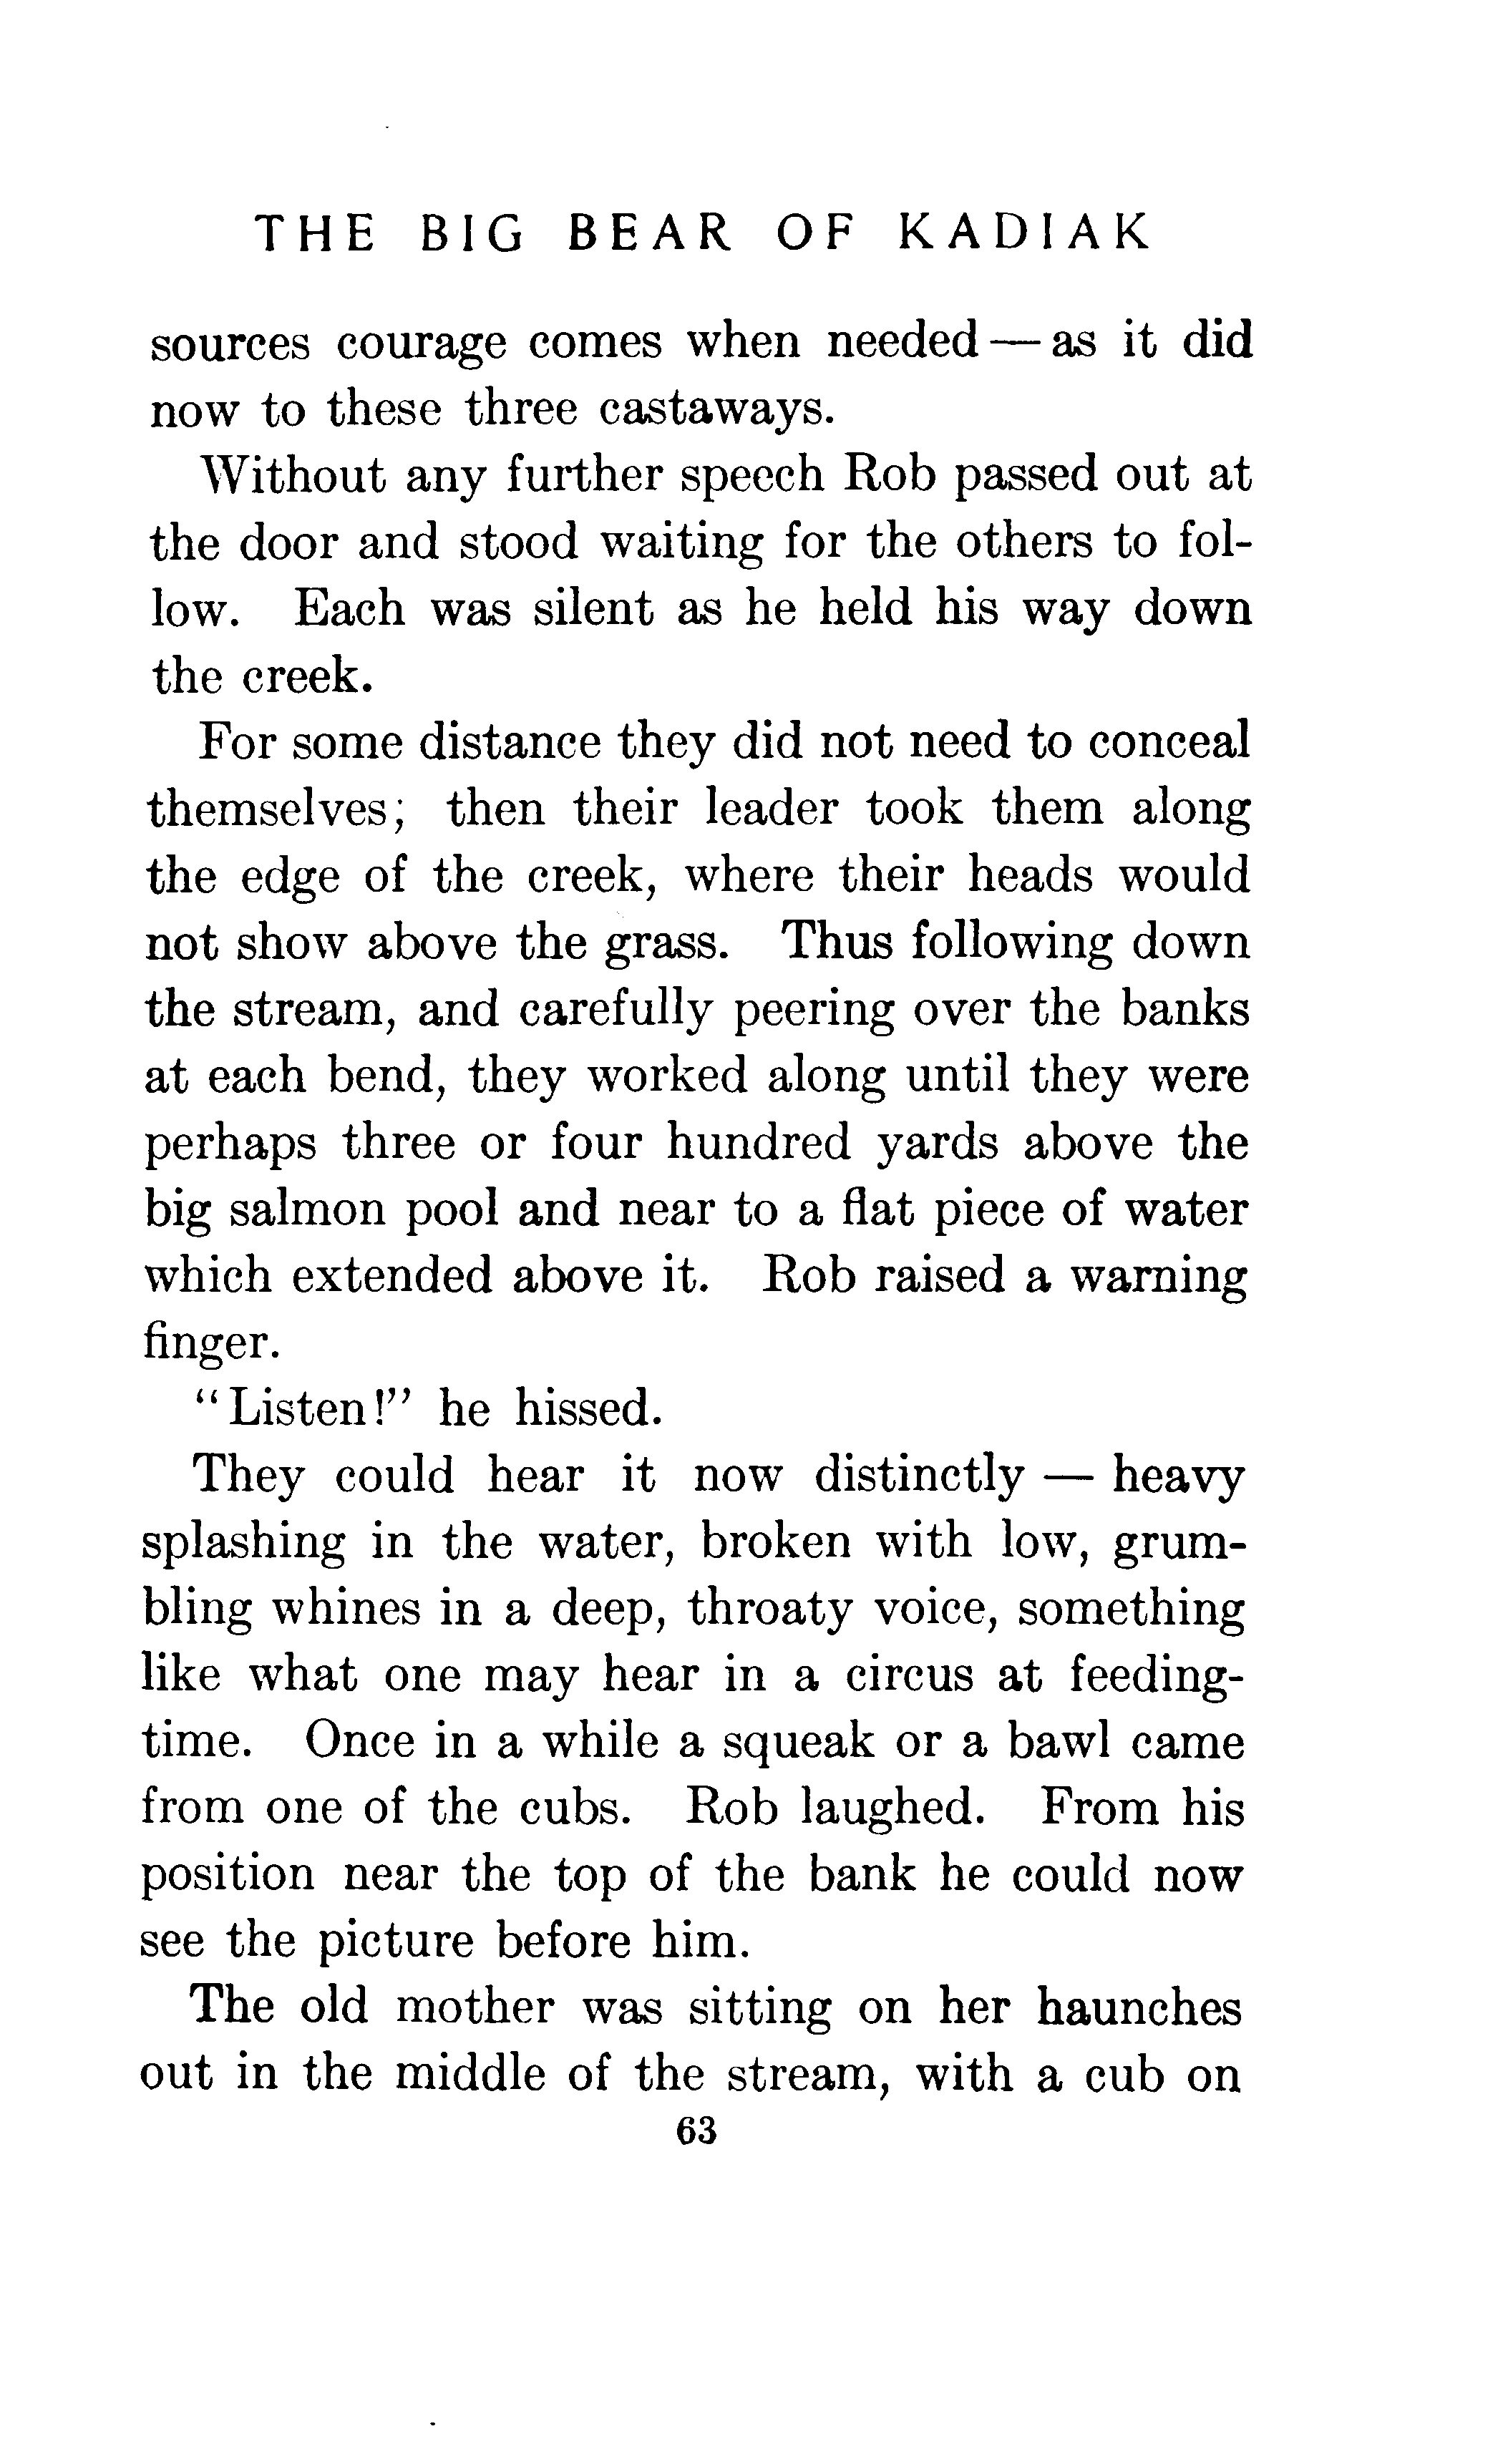 THE BIG BEAR OF KADIAK
sources courage comes when needed — as it did
now to these three castaways.
Without any further speech Rob passed out at
the door and stood waiting for the others to fol-
low. Each was silent as he held his way down
the creek.
For some distance they did not need to conceal
themselves; then their leader took them along
the edge of the creek, where their heads would
not show above the grass. Thus following down
the stream, and carefully peering over the banks
at each bend, they worked along until they were
perhaps three or four hundred yards above the
big salmon pool and near to a flat piece of water
which extended above it. Rob raised a warning
finger.
“Listen!” he hissed.
They could hear it now distinctly — heavy
splashing in the water, broken with low, grum-
bling whines in a deep, throaty voice, something
like what one may hear in a circus at feeding-
time. Once in a while a squeak or a bawl came
from one of the cubs. Rob laughed. From his
position near the top of the bank he could now
see the picture before him.
The old mother was sitting on her haunches
out in the middle of the stream, with a cub on
63